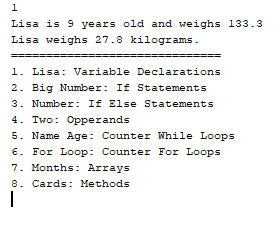 1
Lisa is 9 years old and weighs 133.3
Lisa weighs 27.8 kilograms.
==============================
1. Lisa: Variable Declarations
2. Big Number: If Statements
3. Number: If Else Statements
4. Two: Opperands
5. Name Age: Counter While Loops
6. For Loop: Counter For Loops
7. Months: Arrays
8. Cards: Methods